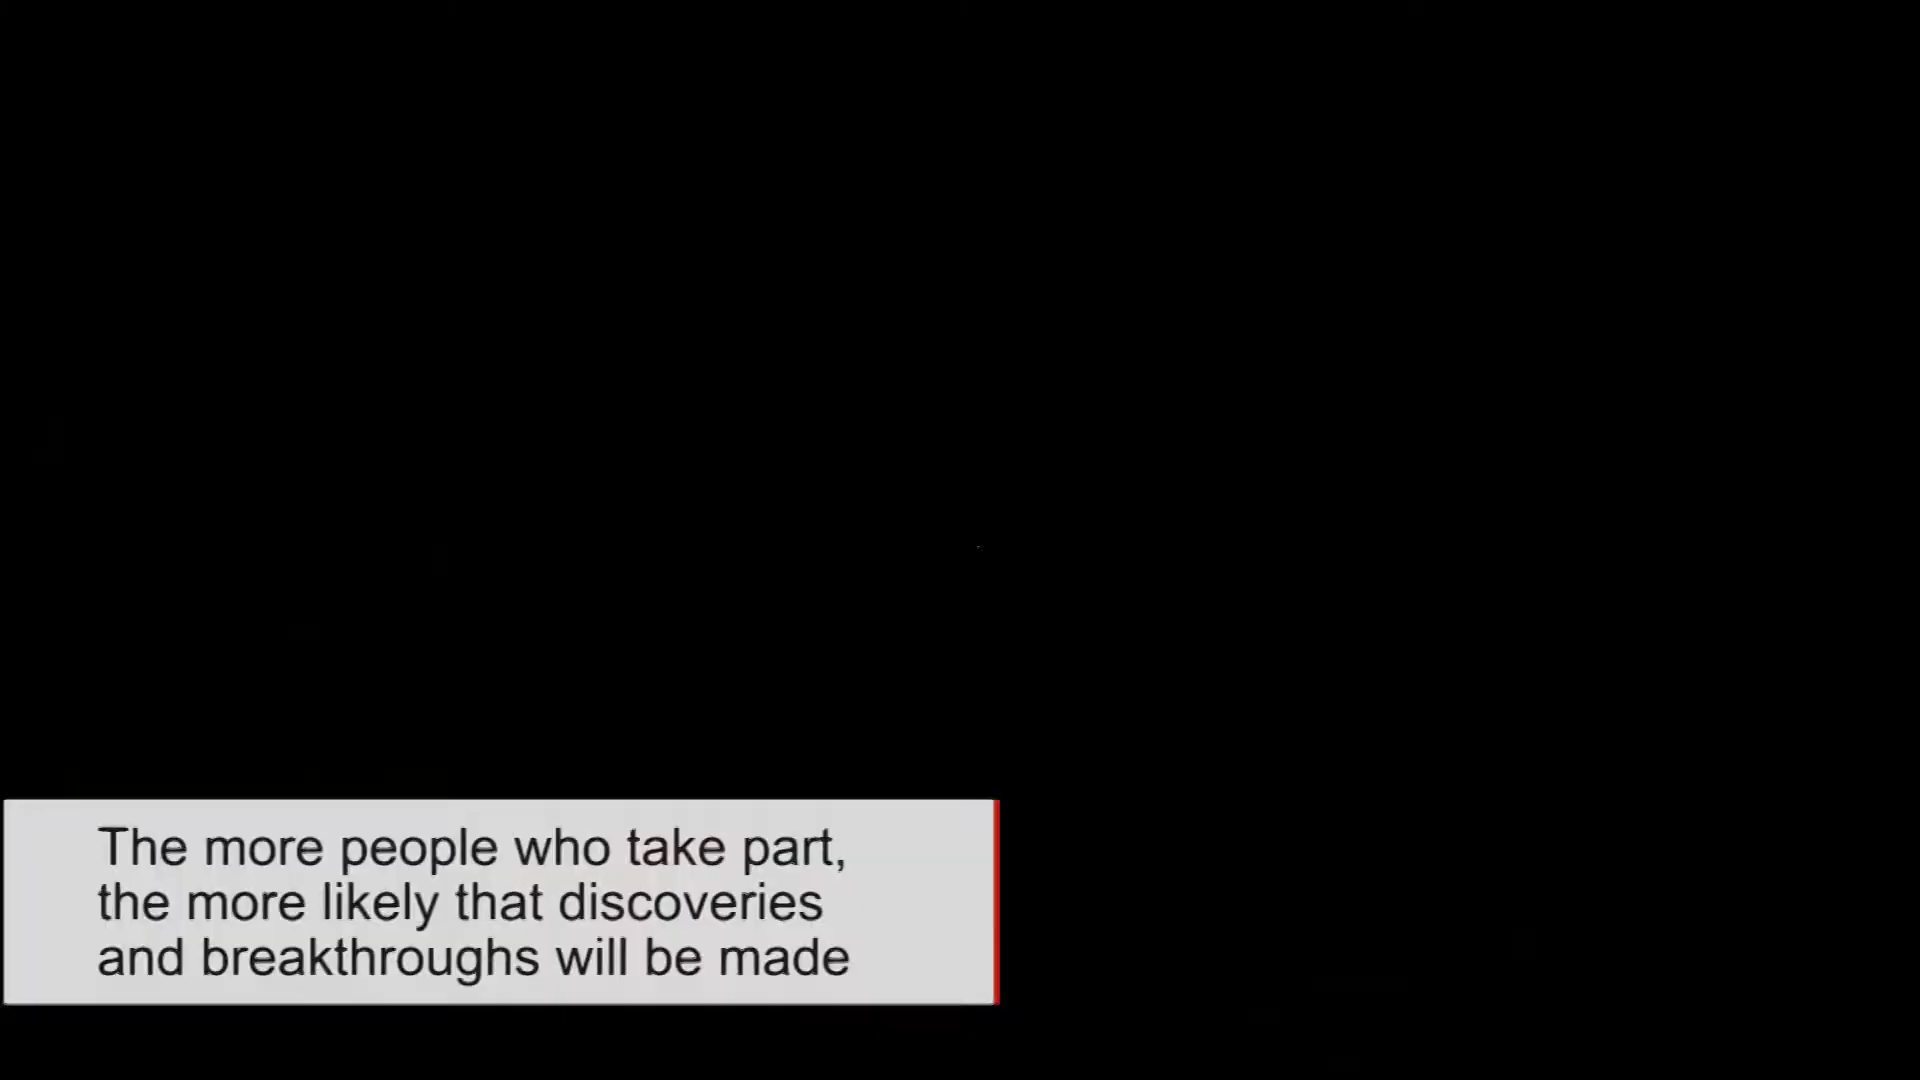 The more people who take part,
the more likely that discoveries
and breakthroughs will be made